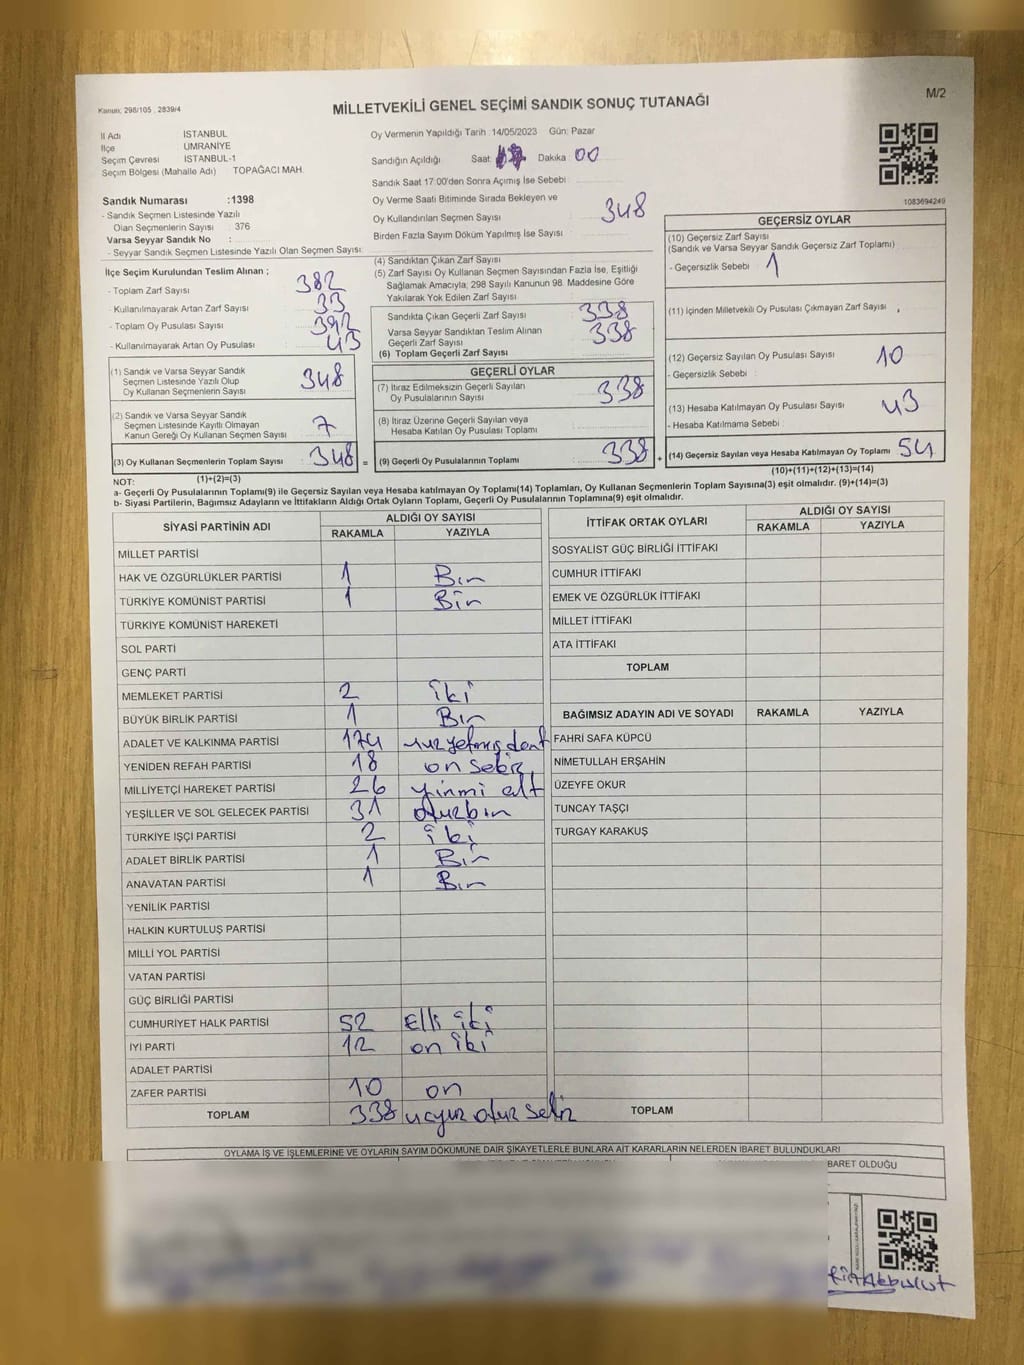 MİLLETVEKİLİ GENEL SEÇİMİ SANDIK SONUÇ TUTANAĞI
M/2
Kanun; 298/105 , 2839/4
İl Adı İSTANBUL
İlçe ÜMRANİYE
Seçim Çevresi İSTANBUL-1
Seçim Bölgesi (Mahalle Adı) TOPAĞACI MAH.
Sandık Numarası :1398
- Sandık Seçmen Listesinde Yazılı
Olan Seçmenlerin Sayısı : 376
Varsa Seyyar Sandık No :
- Seyyar Sandık Seçmen Listesinde Yazılı Olan Seçmen Sayısı:
Oy Vermenin Yapıldığı Tarih : 14/05/2023 Gün: Pazar
Sandığın Açıldığı Saat Dakika 00
Sandık Saat 17:00'den Sonra Açımış İse Sebebi :
Oy Verme Saati Bitiminde Sırada Bekleyen ve
Oy Kullandırılan Seçmen Sayısı 348
Birden Fazla Sayım Döküm Yapılmış İse Sayısı :
1083694249
İlçe Seçim Kurulundan Teslim Alınan ;
- Toplam Zarf Sayısı : 382
- Kullanılmayarak Artan Zarf Sayısı : 33
- Toplam Oy Pusulası Sayısı : 392
- Kullanılmayarak Artan Oy Pusulası : 43
(1) Sandık ve Varsa Seyyar Sandık
Seçmen Listesinde Yazılı Olup
Oy Kullanan Seçmenlerin Sayısı : 348
(2) Sandık ve Varsa Seyyar Sandık
Seçmen Listesinde Kayıtlı Olmayan
Kanun Gereği Oy Kullanan Seçmen Sayısı : 7
(3) Oy Kullanan Seçmenlerin Toplam Sayısı : 348 =
(1)+(2)=(3)
(4) Sandıktan Çıkan Zarf Sayısı
(5) Zarf Sayısı Oy Kullanan Seçmen Sayısından Fazla İse, Eşitliği
Sağlamak Amacıyla, 298 Sayılı Kanunun 98. Maddesine Göre
Yakılarak Yok Edilen Zarf Sayısı
Sandıkta Çıkan Geçerli Zarf Sayısı : 338
Varsa Seyyar Sandıktan Teslim Alınan
Geçerli Zarf Sayısı : 338
(6) Toplam Geçerli Zarf Sayısı :
GEÇERLİ OYLAR
(7) İtiraz Edilmeksizin Geçerli Sayılan
Oy Pusulalarının Sayısı : 338
(8) İtiraz Üzerine Geçerli Sayılan veya
Hesaba Katılan Oy Pusulası Toplamı :
(9) Geçerli Oy Pusulalarının Toplamı : 338 +
GEÇERSİZ OYLAR
(10) Geçersiz Zarf Sayısı
(Sandık ve Varsa Seyyar Sandık Geçersiz Zarf Toplamı)
- Geçersizlik Sebebi : 1
(11) İçinden Milletvekili Oy Pusulası Çıkmayan Zarf Sayısı
(12) Geçersiz Sayılan Oy Pusulası Sayısı : 10
- Geçersizlik Sebebi :
(13) Hesaba Katılmayan Oy Pusulası Sayısı : 43
- Hesaba Katılmama Sebebi :
(14) Geçersiz Sayılan veya Hesaba Katılmayan Oy Toplamı : 54
(10)+(11)+(12)+(13)=(14)
NOT:
a- Geçerli Oy Pusulalarının Toplamı(9) ile Geçersiz Sayılan veya Hesaba katılmayan Oy Toplamı(14) Toplamları, Oy Kullanan Seçmenlerin Toplam Sayısına(3) eşit olmalıdır. (9)+(14)=(3)
b- Siyasi Partilerin, Bağımsız Adayların ve İttifakların Aldığı Ortak Oyların Toplamı, Geçerli Oy Pusulalarının Toplamına(9) eşit olmalıdır.
SİYASİ PARTİNİN ADI ALDIĞI OY SAYISI
RAKAMLA YAZIYLA
MİLLET PARTİSİ
HAK VE ÖZGÜRLÜKLER PARTİSİ 1 Bir
TÜRKİYE KOMÜNİST PARTİSİ 1 Bir
TÜRKİYE KOMÜNİST HAREKETİ
SOL PARTİ
GENÇ PARTİ
MEMLEKET PARTİSİ 2 iki
BÜYÜK BİRLİK PARTİSİ 1 Bir
ADALET VE KALKINMA PARTİSİ 174 yuz yetmiş dört
YENİDEN REFAH PARTİSİ 18 on sekiz
MİLLİYETÇİ HAREKET PARTİSİ 26 yirmi alt
YEŞİLLER VE SOL GELECEK PARTİSİ 31 otuzbir
TÜRKİYE İŞÇİ PARTİSİ 2 iki
ADALET BİRLİK PARTİSİ 1 Bir
ANAVATAN PARTİSİ 1 Bir
YENİLİK PARTİSİ
HALKIN KURTULUŞ PARTİSİ
MİLLİ YOL PARTİSİ
VATAN PARTİSİ
GÜÇ BİRLİĞİ PARTİSİ
CUMHURİYET HALK PARTİSİ 52 Elli iki
İYİ PARTİ 12 on iki
ADALET PARTİSİ
ZAFER PARTİSİ 10 on
TOPLAM 338 ucyuz otuz sekiz
İTTİFAK ORTAK OYLARI ALDIĞI OY SAYISI
RAKAMLA YAZIYLA
SOSYALİST GÜÇ BİRLİĞİ İTTİFAKI
CUMHUR İTTİFAKI
EMEK VE ÖZGÜRLÜK İTTİFAKI
MİLLET İTTİFAKI
ATA İTTİFAKI
TOPLAM
BAĞIMSIZ ADAYIN ADI VE SOYADI RAKAMLA YAZIYLA
FAHRİ SAFA KÜPCÜ
NİMETULLAH ERŞAHİN
ÜZEYFE OKUR
TUNCAY TAŞÇI
TURGAY KARAKUŞ
TOPLAM
OYLAMA İŞ VE İŞLEMLERİNE VE OYLARIN SAYIM DÖKÜMÜNE DAİR ŞİKAYETLERLE BUNLARA AİT KARARLARIN NELERDEN İBARET BULUNDUKLARI
BARET OLDUĞU
Akbulut